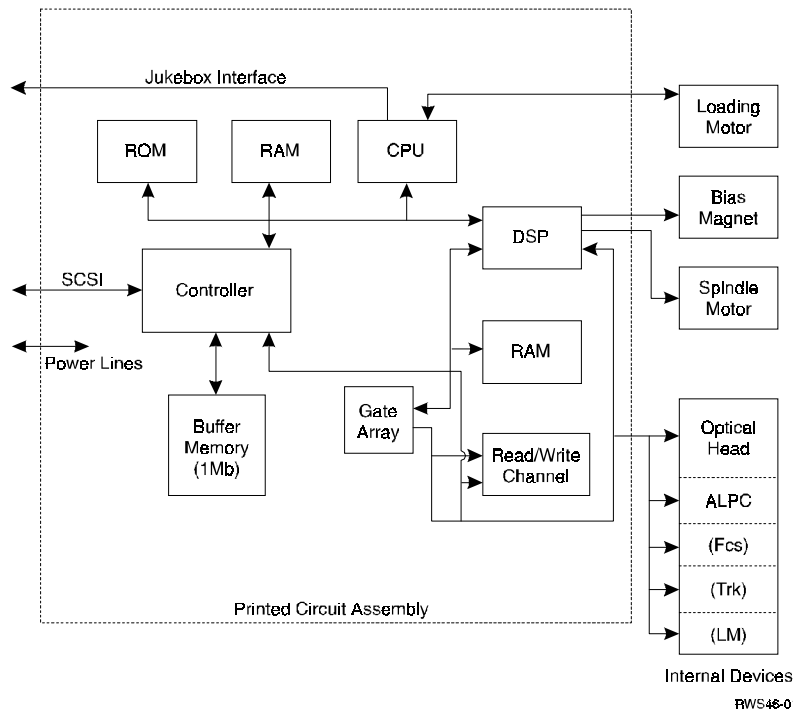 Jukebox Interface
Loading
Motor
ROM
RAM
CPU
Bias
Magnet
DSP
SCSI
Controller
Spindle
Motor
Power Lines
RAM
Buffer
Memory
(1Mb)
Gate
Array
Read/Write
Channel
Optical
Head
ALPC
(Fcs)
(Trk)
(LM)
Printed Circuit Assembly
Internal Devices
RWS46-0